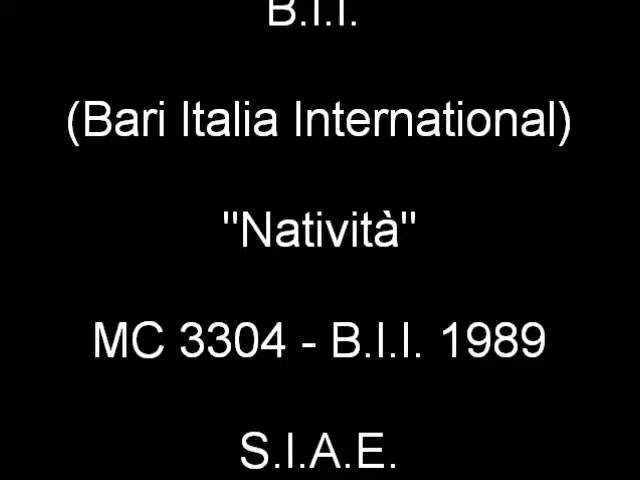 B.I.I.
(Bari Italia International)
"Natività"
MC 3304 - B.I.I. 1989
S.I.A.E.